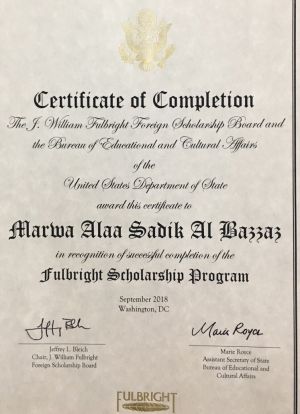 Certificate of Completion
The J. William Fulbright Foreign Scholarship Board and
the Bureau of Educational and Cultural Affairs
of the
United States Department of State
award this certificate to
Marwa Alaa Sadik Al Bazzaz
in recognition of successful completion of the
Fulbright Scholarship Program
September 2018
Washington, DC
Jeffrey L. Bleich
Chair, J. William Fulbright
Foreign Scholarship Board
Marie Royce
Marie Royce
Assistant Secretary of State
Bureau of Educational and
Cultural Affairs
FULBRIGHT